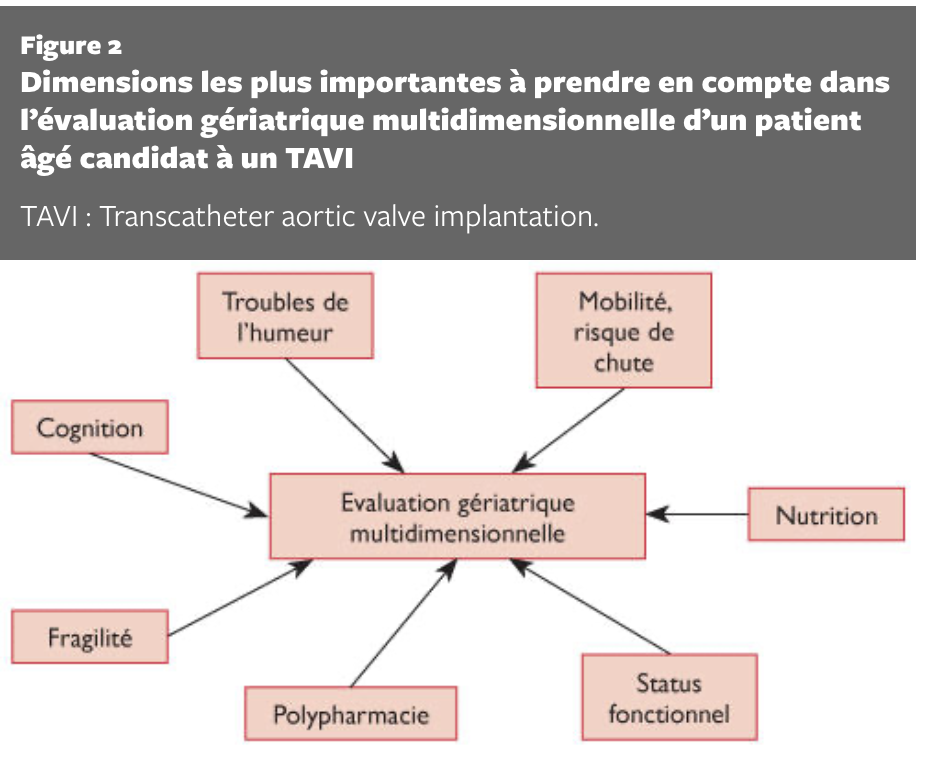 Figure 2
Dimensions les plus importantes à prendre en compte dans
l’évaluation gériatrique multidimensionnelle d’un patient
âgé candidat à un TAVI
TAVI : Transcatheter aortic valve implantation.
Troubles de
l'humeur
Mobilité,
risque de
chute
Cognition
Evaluation gériatrique
multidimensionnelle
Nutrition
Fragilité
Polypharmacie
Status
fonctionnel